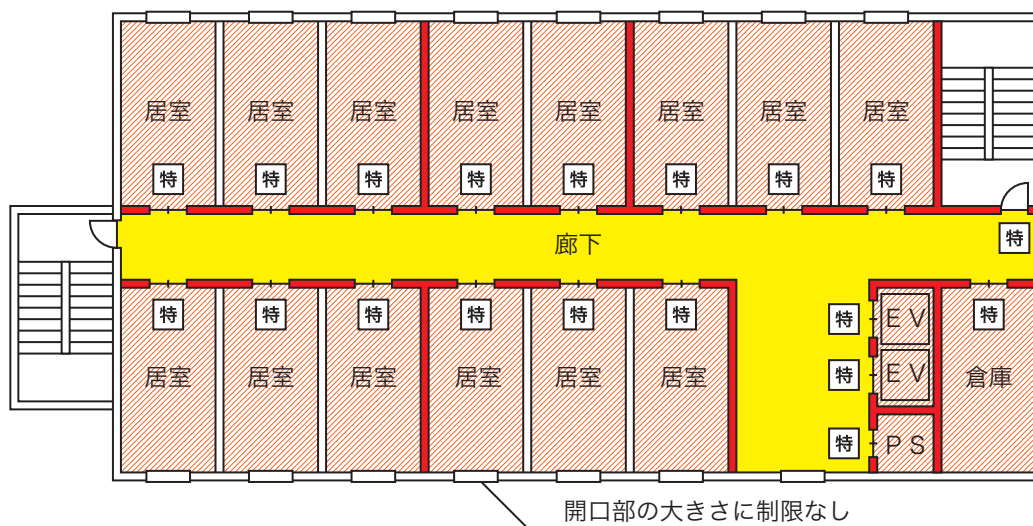 居室 居室 居室 居室 居室 居室 居室 居室
特 特 特 特 特 特 特 特
廊下 特
特 特 特 特 特 特 特 特
EV
居室 居室 居室 居室 居室 居室 特 EV 倉庫
特 PS
開口部の大きさに制限なし